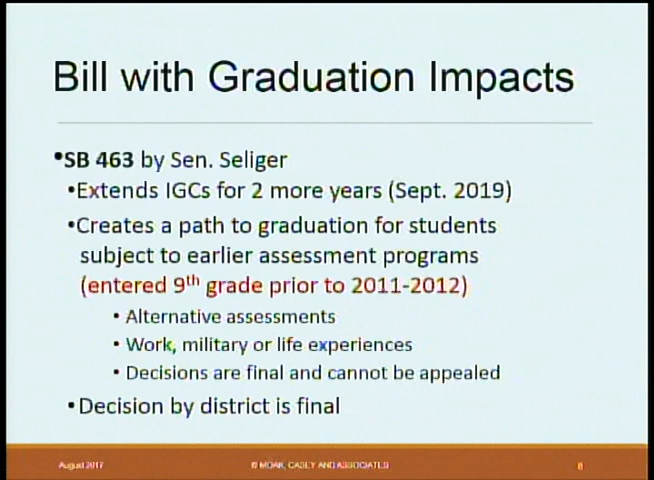 Bill with Graduation Impacts
•SB 463 by Sen. Seliger
•Extends IGCs for 2 more years (Sept. 2019)
•Creates a path to graduation for students
subject to earlier assessment programs
(entered 9th grade prior to 2011-2012)
• Alternative assessments
• Work, military or life experiences
• Decisions are final and cannot be appealed
•Decision by district is final
August 2017
© MOAK, CASEY AND ASSOCIATES
8